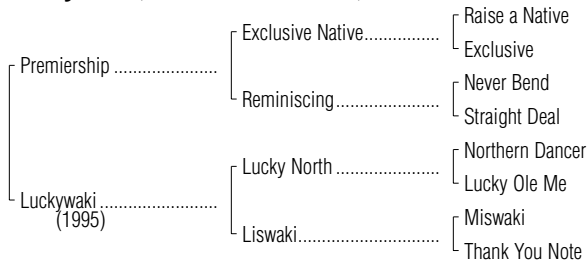 Raise a Native
Exclusive Native................
Exclusive
Premiership .....................
Never Bend
Reminiscing.....................
Straight Deal
Northern Dancer
Lucky North .....................
Lucky Ole Me
Luckywaki........................
(1995)
Miswaki
Liswaki.............................
Thank You Note